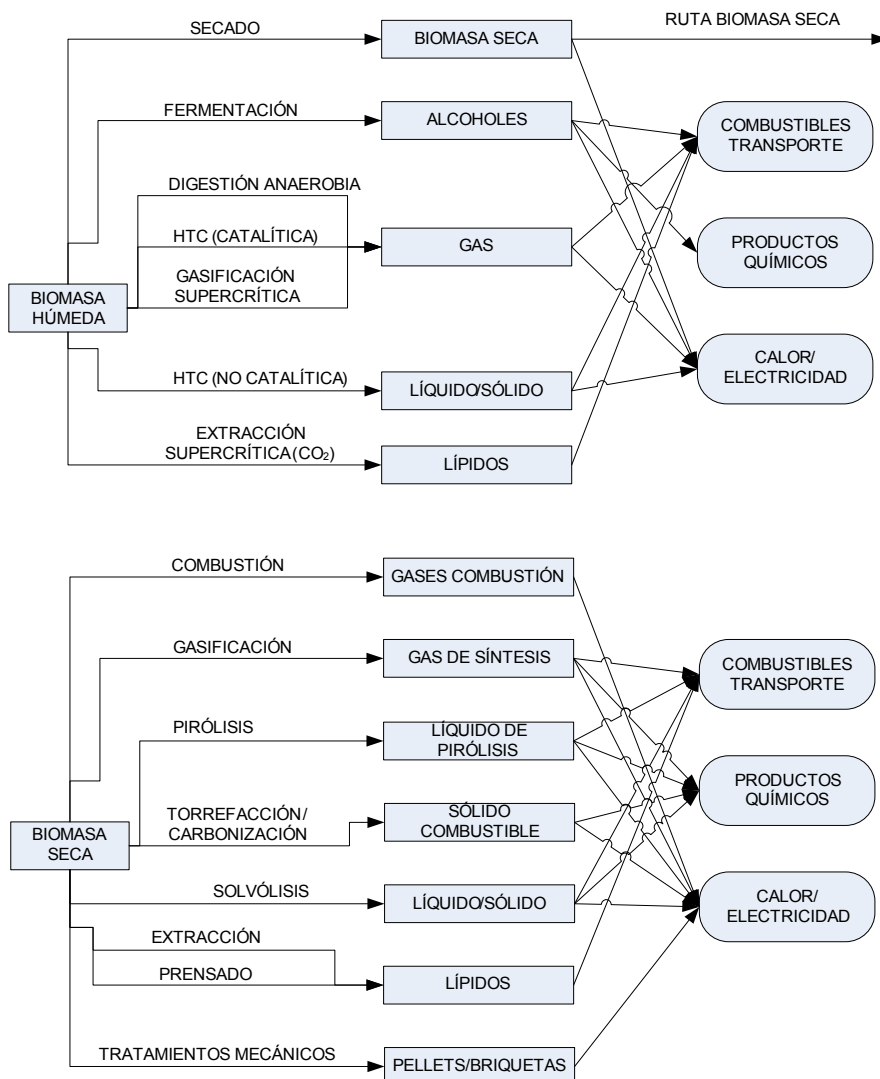 SECADO
BIOMASA SECA
RUTA BIOMASA SECA
FERMENTACIÓN
ALCOHOLES
COMBUSTIBLES
TRANSPORTE
DIGESTIÓN ANAEROBIA
HTC (CATALÍTICA)
GAS
PRODUCTOS
QUÍMICOS
GASIFICACIÓN
SUPERCRÍTICA
BIOMASA
HÚMEDA
CALOR/
ELECTRICIDAD
HTC (NO CATALÍTICA)
LÍQUIDO/SÓLIDO
EXTRACCIÓN
SUPERCRÍTICA (CO₂)
LÍPIDOS
COMBUSTIÓN
GASES COMBUSTIÓN
GASIFICACIÓN
GAS DE SÍNTESIS
COMBUSTIBLES
TRANSPORTE
PIRÓLISIS
LÍQUIDO DE
PIRÓLISIS
PRODUCTOS
QUÍMICOS
TORREFACCIÓN/
CARBONIZACIÓN
SÓLIDO
COMBUSTIBLE
BIOMASA
SECA
SOLVÓLISIS
LÍQUIDO/SÓLIDO
CALOR/
ELECTRICIDAD
EXTRACCIÓN
PRENSADO
LÍPIDOS
TRATAMIENTOS MECÁNICOS
PELLETS/BRIQUETAS